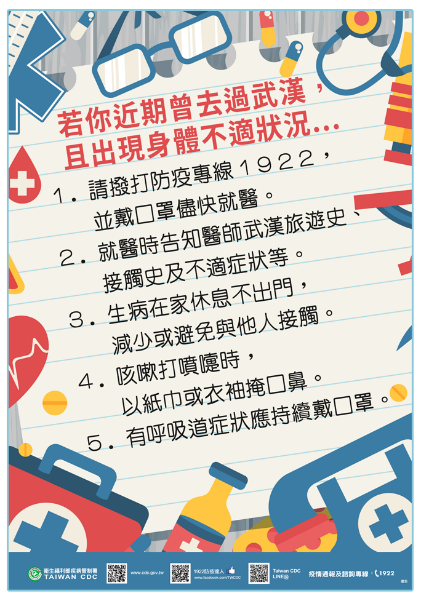 若你近期曾去過武漢，
且出現身體不適狀況...
1. 請撥打防疫專線1922，
並戴口罩儘快就醫。
2. 就醫時告知醫師武漢旅遊史、
接觸史及不適症狀等。
3. 生病在家休息不出門，
減少或避免與他人接觸。
4. 咳嗽打噴嚏時，
以紙巾或衣袖掩口鼻。
5. 有呼吸道症狀應持續戴口罩。
衛生福利部疾病管制署
TAIWAN CDC
www.cdc.gov.tw
1922防疫達人
www.facebook.com/TWCDC
Taiwan CDC
LINE@
疫情通報及諮詢專線：1922